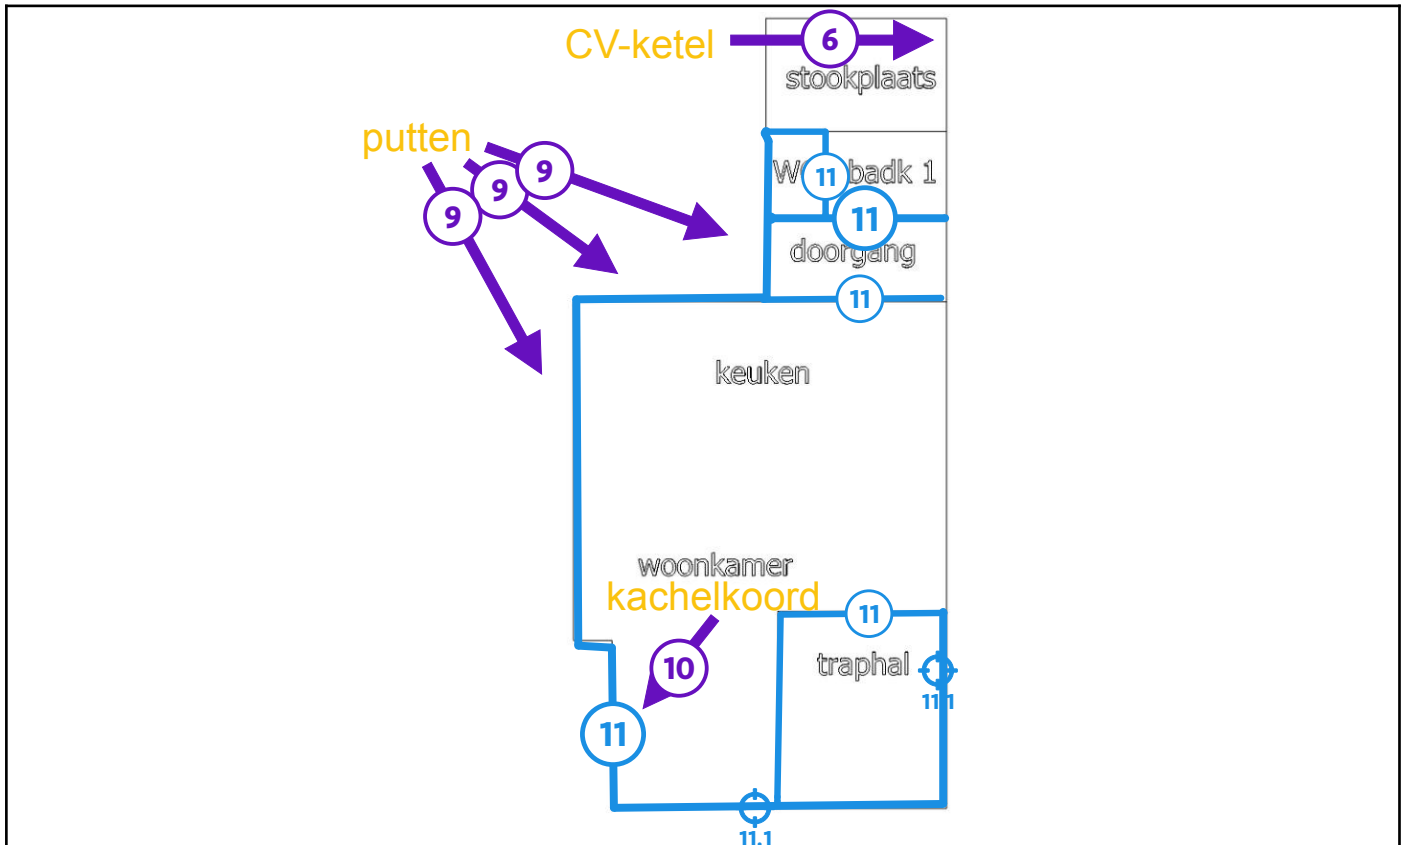 CV-ketel
6
stookplaats
putten
9
9
9
W badk 1
11
11
doorgang
11
keuken
woonkamer
kachelkoord
11
traphal
10
11.1
11
11.1